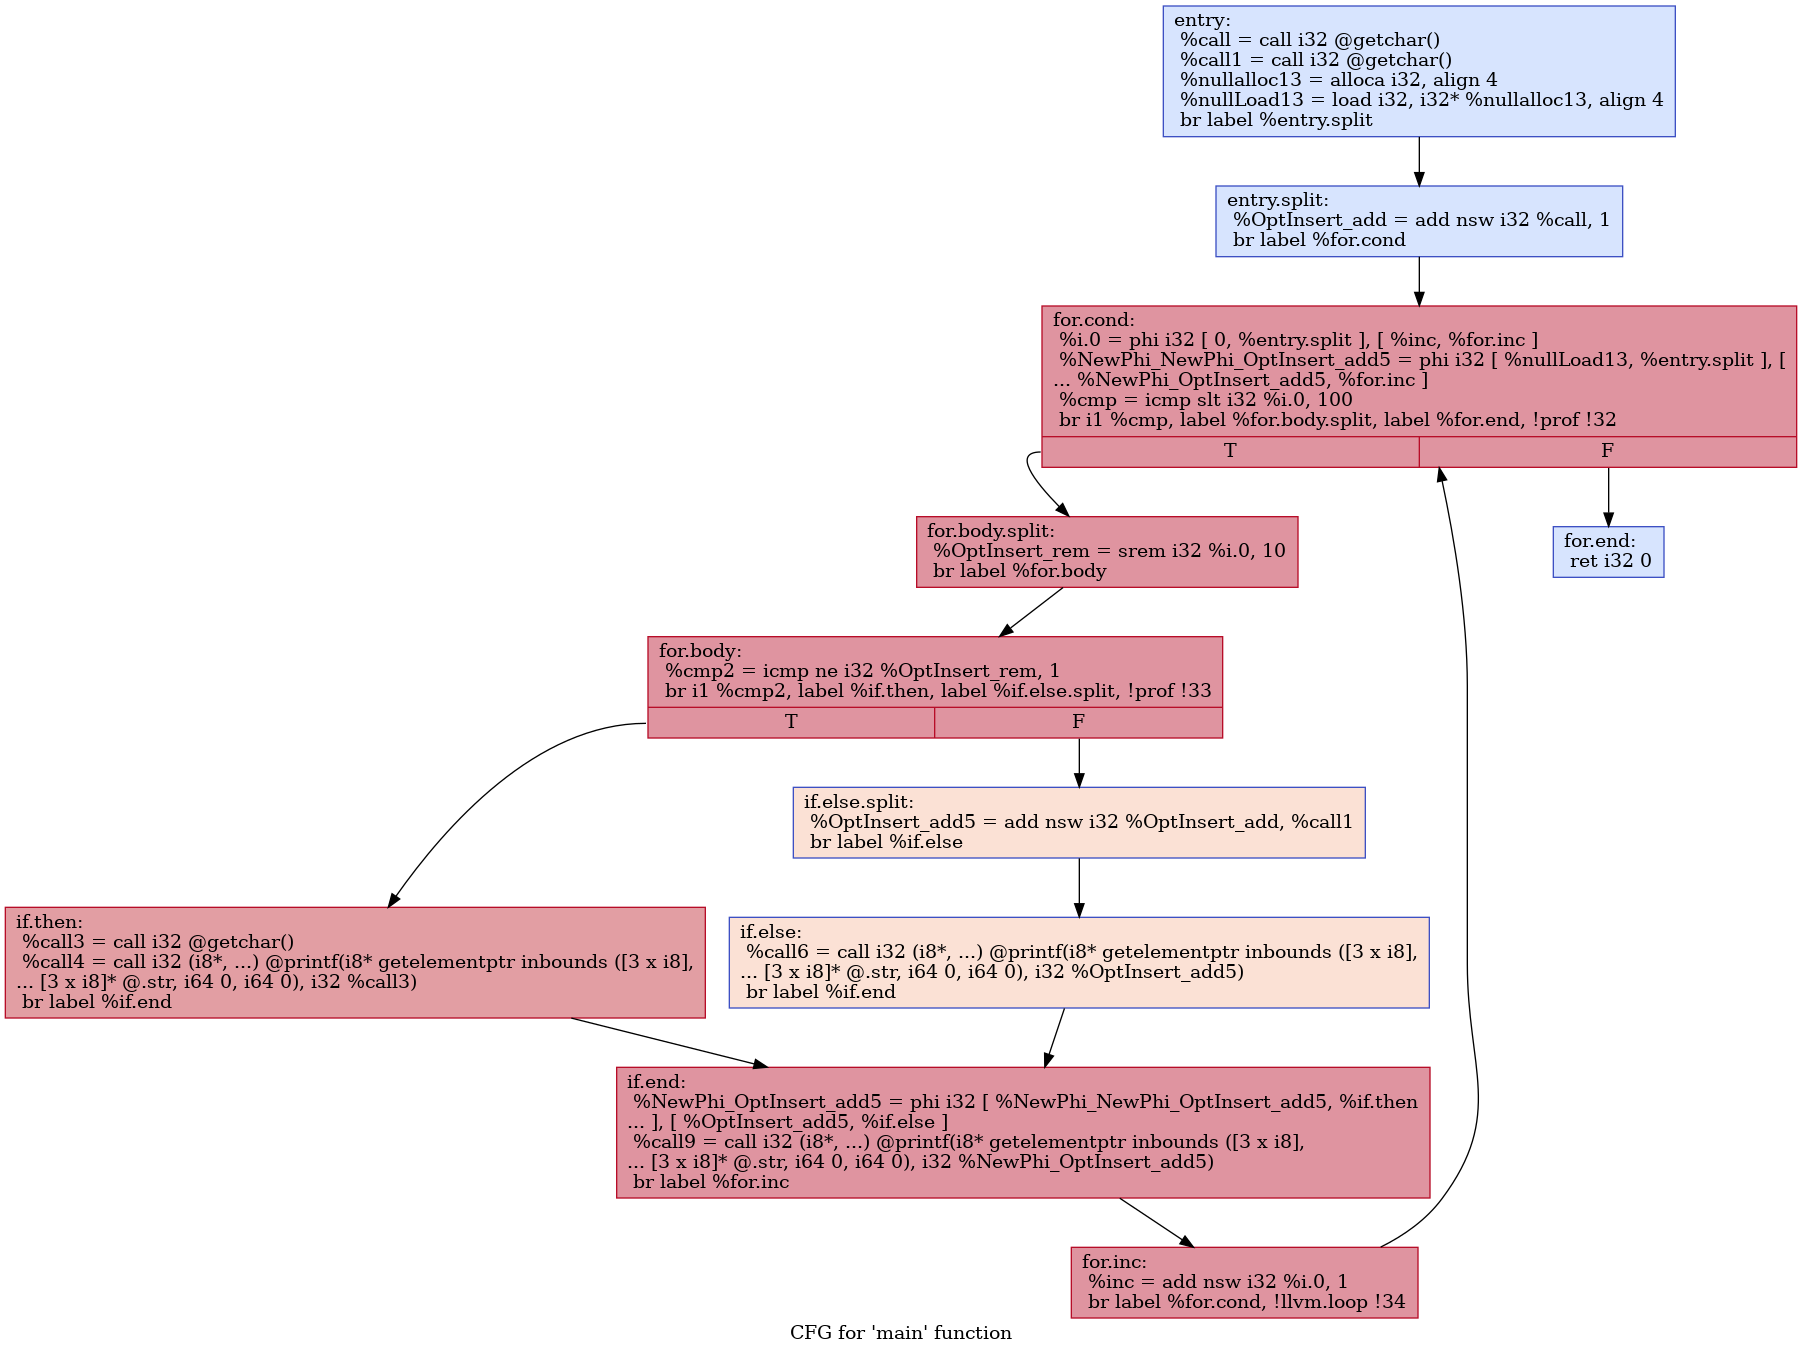 entry:
%call = call i32 @getchar()
%call1 = call i32 @getchar()
%nullalloc13 = alloca i32, align 4
%nullLoad13 = load i32, i32* %nullalloc13, align 4
br label %entry.split
entry.split:
%OptInsert_add = add nsw i32 %call, 1
br label %for.cond
for.cond:
%i.0 = phi i32 [ 0, %entry.split ], [ %inc, %for.inc ]
%NewPhi_NewPhi_OptInsert_add5 = phi i32 [ %nullLoad13, %entry.split ], [
... %NewPhi_OptInsert_add5, %for.inc ]
%cmp = icmp slt i32 %i.0, 100
br i1 %cmp, label %for.body.split, label %for.end, !prof !32
T F
for.body.split:
%OptInsert_rem = srem i32 %i.0, 10
br label %for.body
for.end:
ret i32 0
for.body:
%cmp2 = icmp ne i32 %OptInsert_rem, 1
br i1 %cmp2, label %if.then, label %if.else.split, !prof !33
T F
if.else.split:
%OptInsert_add5 = add nsw i32 %OptInsert_add, %call1
br label %if.else
if.then:
%call3 = call i32 @getchar()
%call4 = call i32 (i8*, ...) @printf(i8* getelementptr inbounds ([3 x i8],
... [3 x i8]* @.str, i64 0, i64 0), i32 %call3)
br label %if.end
if.else:
%call6 = call i32 (i8*, ...) @printf(i8* getelementptr inbounds ([3 x i8],
... [3 x i8]* @.str, i64 0, i64 0), i32 %OptInsert_add5)
br label %if.end
if.end:
%NewPhi_OptInsert_add5 = phi i32 [ %NewPhi_NewPhi_OptInsert_add5, %if.then
... ], [ %OptInsert_add5, %if.else ]
%call9 = call i32 (i8*, ...) @printf(i8* getelementptr inbounds ([3 x i8],
... [3 x i8]* @.str, i64 0, i64 0), i32 %NewPhi_OptInsert_add5)
br label %for.inc
for.inc:
%inc = add nsw i32 %i.0, 1
br label %for.cond, !llvm.loop !34
CFG for 'main' function